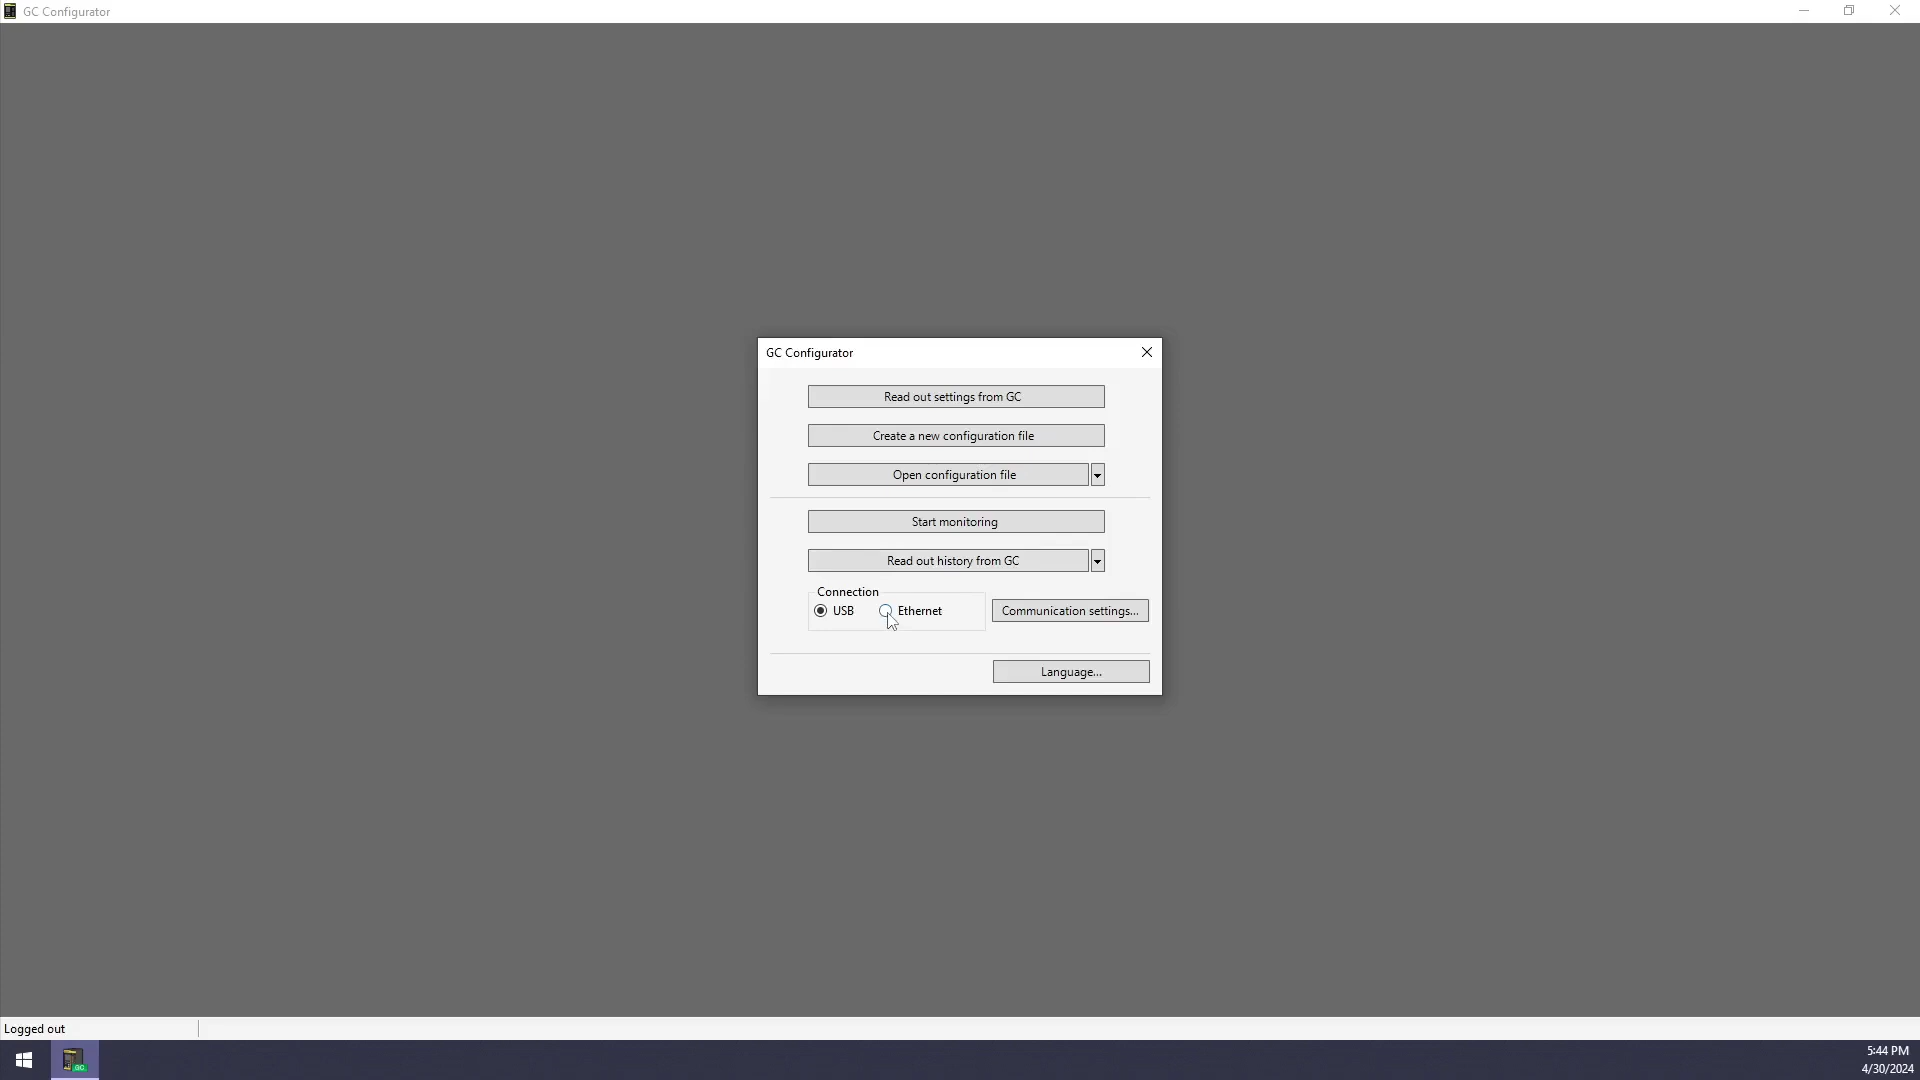 GC Configurator
GC Configurator
Read out settings from GC
Create a new configuration file
Open configuration file
Start monitoring
Read out history from GC
Connection
USB
Ethernet
Communication settings...
Language...
Logged out
GC
5:44 PM
4/30/2024